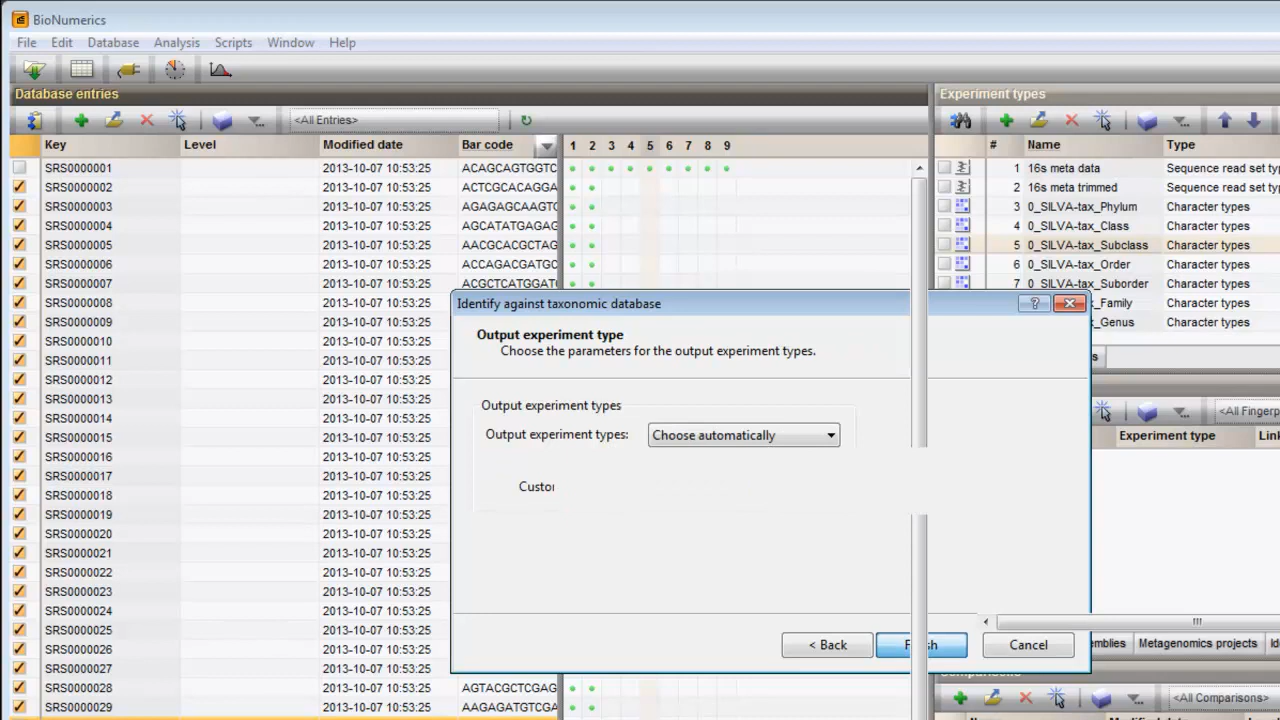 BioNumerics
File Edit Database Analysis Scripts Window Help
Database entries
Experiment types
<All Entries>
Key Level Modified date Bar code 1 2 3 4 5 6 7 8 9
# Name Type
SRS0000001 2013-10-07 10:53:25 ACAGCAGTGGTC
1 16s meta data Sequence read set typ
SRS0000002 2013-10-07 10:53:25 ACTCGCACAGGA
2 16s meta trimmed Sequence read set typ
SRS0000003 2013-10-07 10:53:25 AGAGAGCAAGTC
3 0_SILVA-tax_Phylum Character types
SRS0000004 2013-10-07 10:53:25 AGCATATGAGAG
4 0_SILVA-tax_Class Character types
SRS0000005 2013-10-07 10:53:25 AACGCACGCTAG
5 0_SILVA-tax_Subclass Character types
SRS0000006 2013-10-07 10:53:25 ACCAGACGATGC
6 0_SILVA-tax_Order Character types
SRS0000007 2013-10-07 10:53:25 ACGCTCATGGAT
7 0_SILVA-tax_Suborder Character types
SRS0000008 2013-10-07 10:53:25
_Family Character types
SRS0000009 2013-10-07 10:53:25
_Genus Character types
SRS0000010 2013-10-07 10:53:25
SRS0000011 2013-10-07 10:53:25
SRS0000012 2013-10-07 10:53:25
SRS0000013 2013-10-07 10:53:25
SRS0000014 2013-10-07 10:53:25
SRS0000015 2013-10-07 10:53:25
SRS0000016 2013-10-07 10:53:25
SRS0000017 2013-10-07 10:53:25
SRS0000018 2013-10-07 10:53:25
SRS0000019 2013-10-07 10:53:25
SRS0000020 2013-10-07 10:53:25
SRS0000021 2013-10-07 10:53:25
SRS0000022 2013-10-07 10:53:25
SRS0000023 2013-10-07 10:53:25
SRS0000024 2013-10-07 10:53:25
SRS0000025 2013-10-07 10:53:25
SRS0000026 2013-10-07 10:53:25
SRS0000027 2013-10-07 10:53:25
SRS0000028 2013-10-07 10:53:25 AGTACGCTCGAG
SRS0000029 2013-10-07 10:53:25 AAGAGATGTCGA
Identify against taxonomic database
Output experiment type
Choose the parameters for the output experiment types.
Output experiment types
Output experiment types: Choose automatically
Custo
< Back Cancel
<All Fingerp
Experiment type Link
emblies Metagenomics projects Id
<All Comparisons>